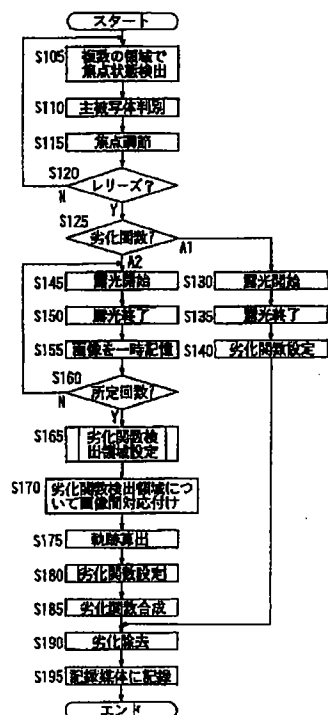 スタート
S105 複数の領域で
焦点状態検出
S110 主被写体判別
S115 焦点調節
S120 レリーズ?
N
Y
S125 劣化関数?
A1
A2
S145 露光開始
S130 露光開始
S150 露光終了
S135 露光終了
S155 画像を一時記憶
S140 劣化関数設定
S160 所定回数?
N
Y
S165 劣化関数検
出領域設定
S170 劣化関数検出領域につ
いて画像間対応付け
S175 軌跡算出
S180 劣化関数設定
S185 劣化関数合成
S190 劣化除去
S195 記録媒体に記録
エンド